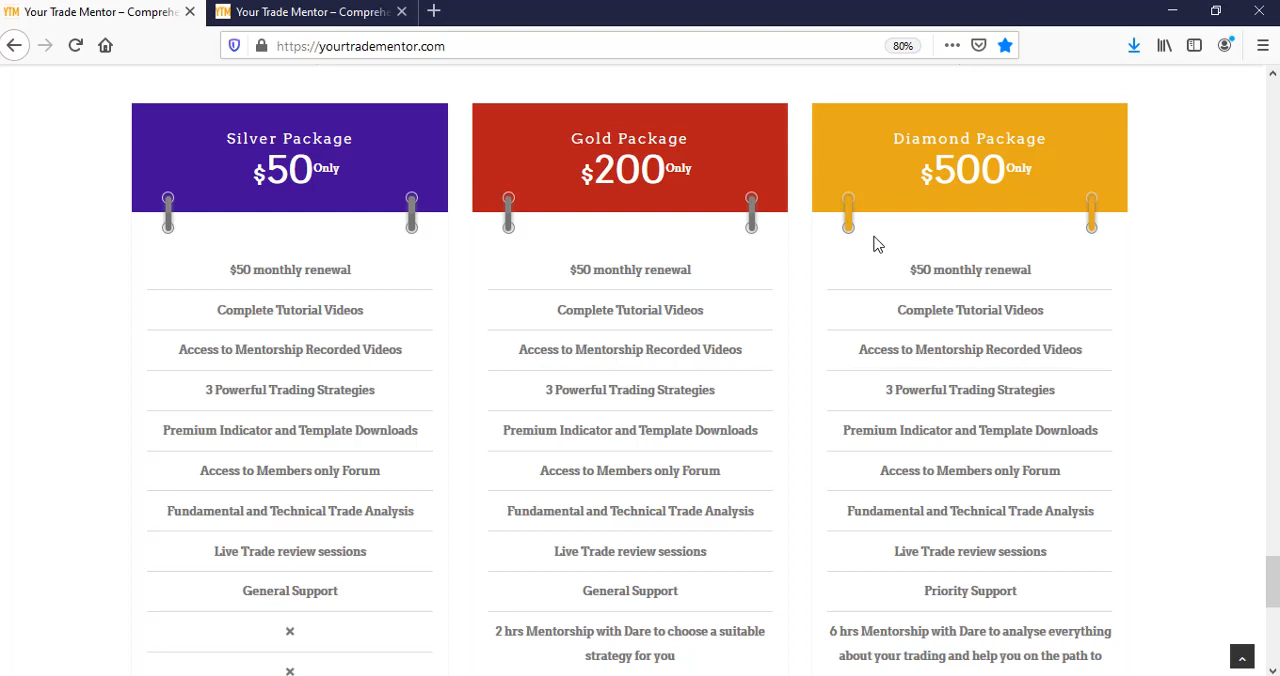 YTM Your Trade Mentor – Comprehe
YTM Your Trade Mentor – Comprehe
https://yourtradementor.com
80%
Silver Package
$50 Only
$50 monthly renewal
Complete Tutorial Videos
Access to Mentorship Recorded Videos
3 Powerful Trading Strategies
Premium Indicator and Template Downloads
Access to Members only Forum
Fundamental and Technical Trade Analysis
Live Trade review sessions
General Support
×
×
Gold Package
$200 Only
$50 monthly renewal
Complete Tutorial Videos
Access to Mentorship Recorded Videos
3 Powerful Trading Strategies
Premium Indicator and Template Downloads
Access to Members only Forum
Fundamental and Technical Trade Analysis
Live Trade review sessions
General Support
2 hrs Mentorship with Dare to choose a suitable
strategy for you
Diamond Package
$500 Only
$50 monthly renewal
Complete Tutorial Videos
Access to Mentorship Recorded Videos
3 Powerful Trading Strategies
Premium Indicator and Template Downloads
Access to Members only Forum
Fundamental and Technical Trade Analysis
Live Trade review sessions
Priority Support
6 hrs Mentorship with Dare to analyse everything
about your trading and help you on the path to